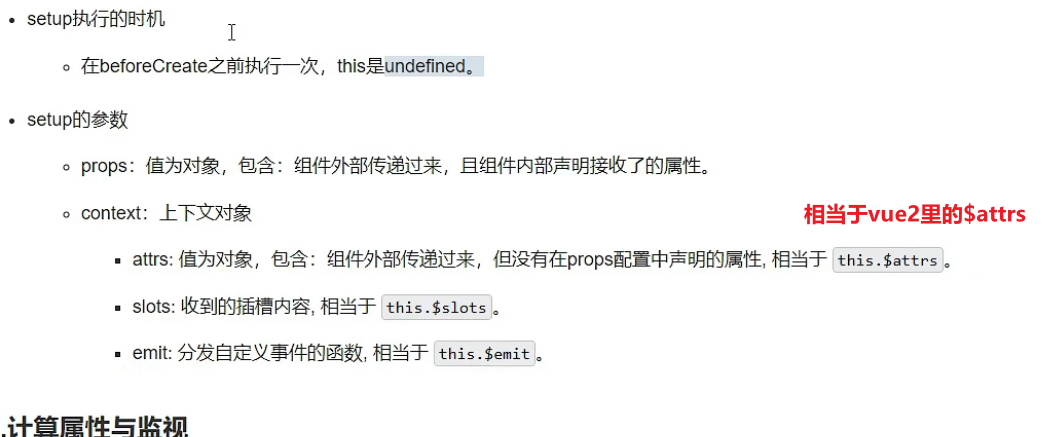 setup执行的时机
在beforeCreate之前执行一次，this是undefined。
setup的参数
props：值为对象，包含：组件外部传递过来，且组件内部声明接收了的属性。
context：上下文对象
相当于vue2里的$attrs
attrs: 值为对象，包含：组件外部传递过来，但没有在props配置中声明的属性, 相当于 this.$attrs。
slots: 收到的插槽内容, 相当于 this.$slots。
emit: 分发自定义事件的函数, 相当于 this.$emit。
.计算属性与监视